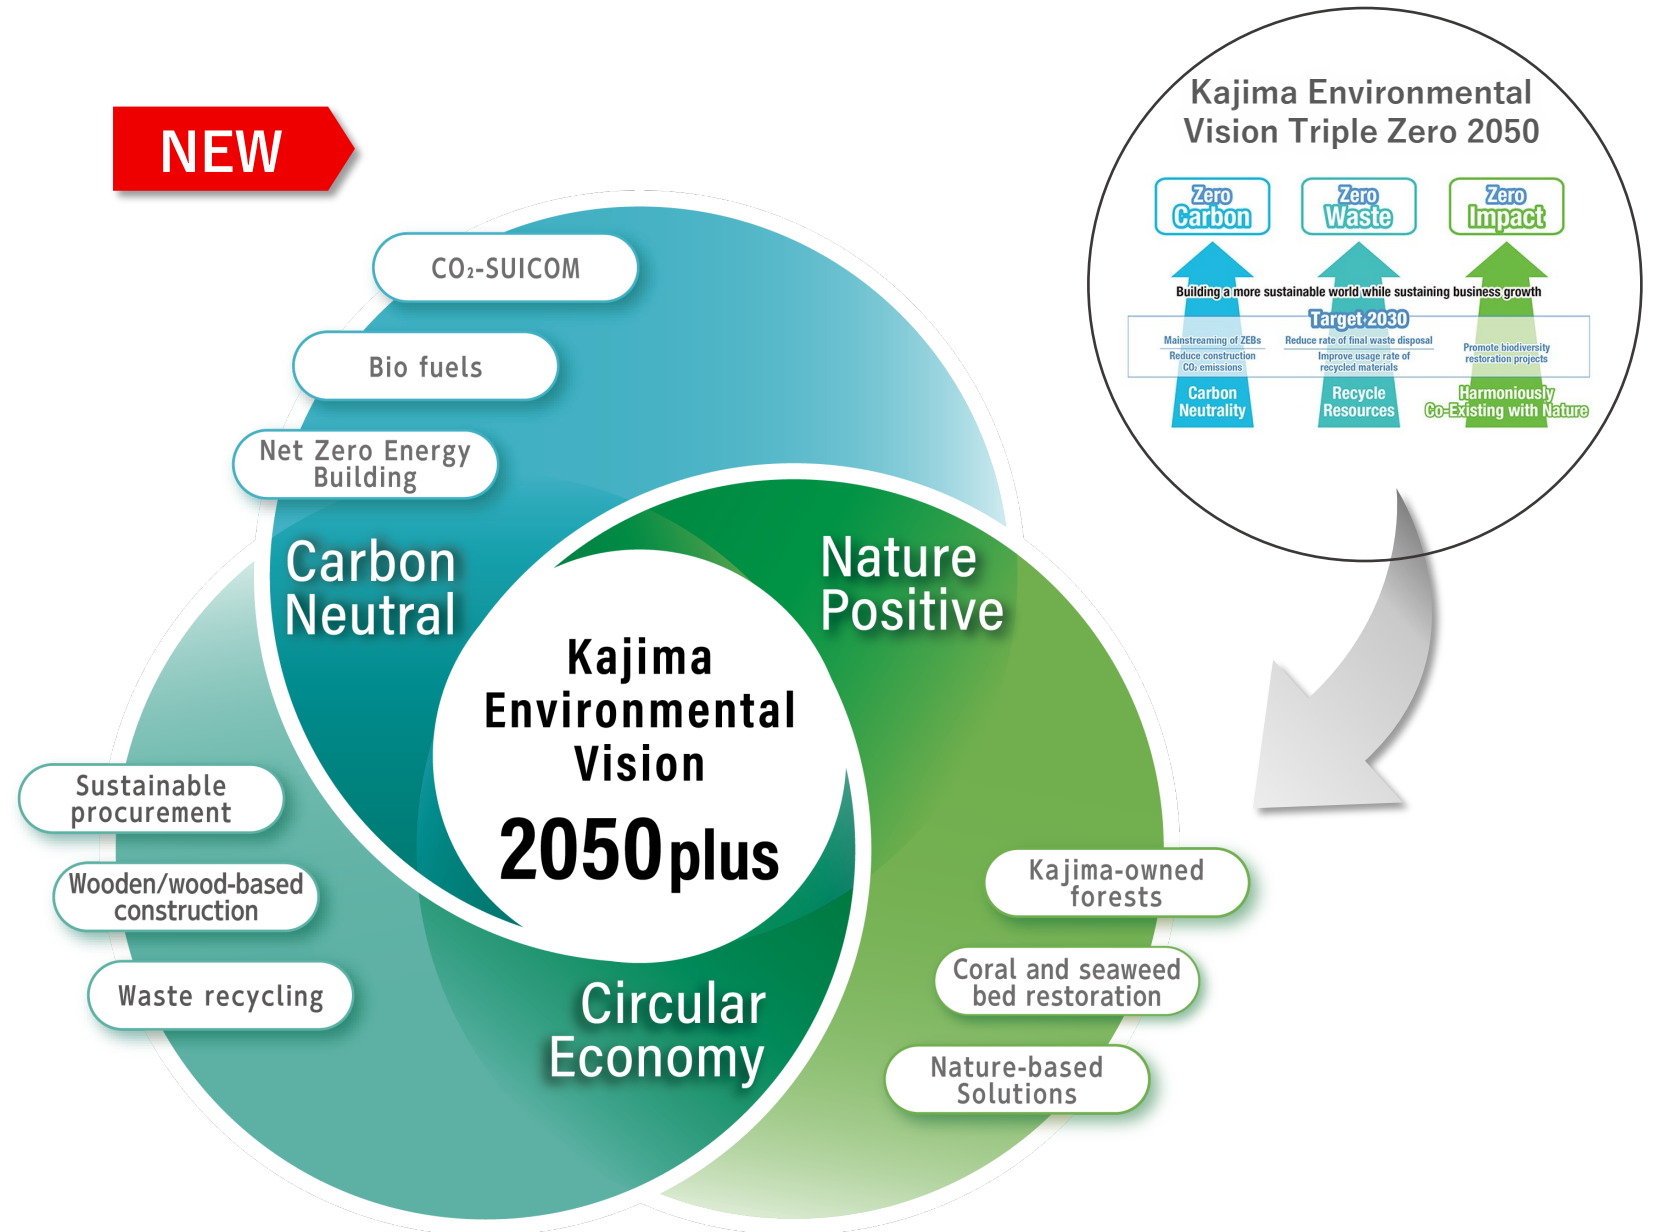 NEW
Kajima Environmental
Vision Triple Zero 2050
Zero
Carbon
Zero
Waste
Zero
Impact
Building a more sustainable world while sustaining business growth
Target 2030
Mainstreaming of ZEBs
Reduce construction
CO₂ emissions
Reduce rate of final waste disposal
Improve usage rate of
recycled materials
Promote biodiversity
restoration projects
Carbon
Neutrality
Recycle
Resources
Harmoniously
Co-Existing with Nature
CO₂-SUICOM
Bio fuels
Net Zero Energy
Building
Carbon
Neutral
Nature
Positive
Kajima
Environmental
Vision
2050 plus
Sustainable
procurement
Wooden/wood-based
construction
Waste recycling
Circular
Economy
Kajima-owned
forests
Coral and seaweed
bed restoration
Nature-based
Solutions